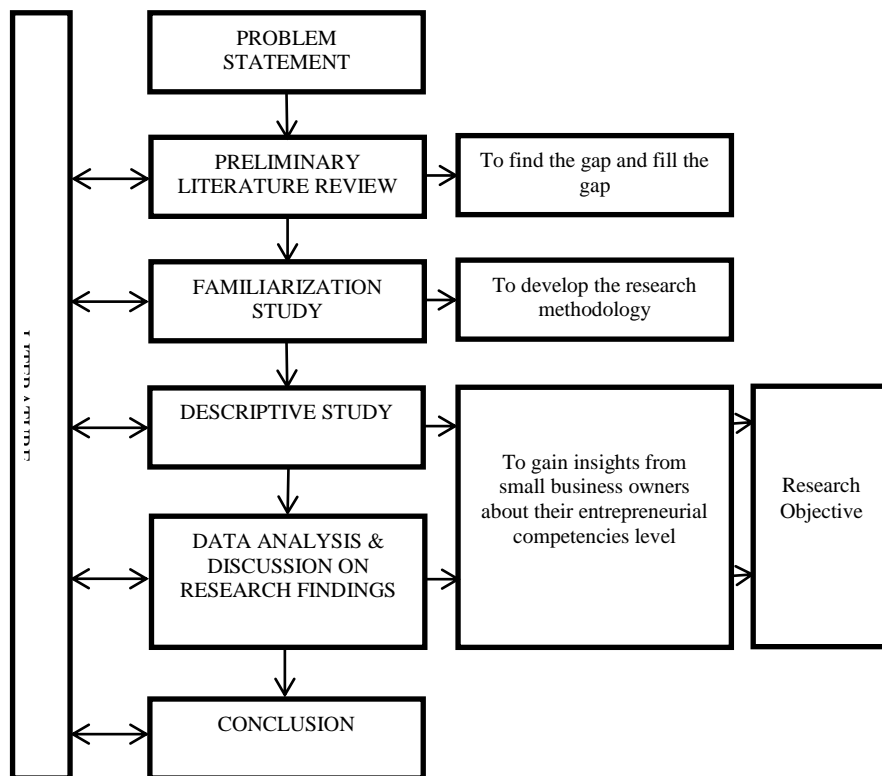 PROBLEM
STATEMENT
PRELIMINARY
LITERATURE REVIEW
To find the gap and fill the
gap
FAMILIARIZATION
STUDY
To develop the research
methodology
LITERATURE
DESCRIPTIVE STUDY
To gain insights from
small business owners
about their entrepreneurial
competencies level
Research
Objective
DATA ANALYSIS &
DISCUSSION ON
RESEARCH FINDINGS
CONCLUSION